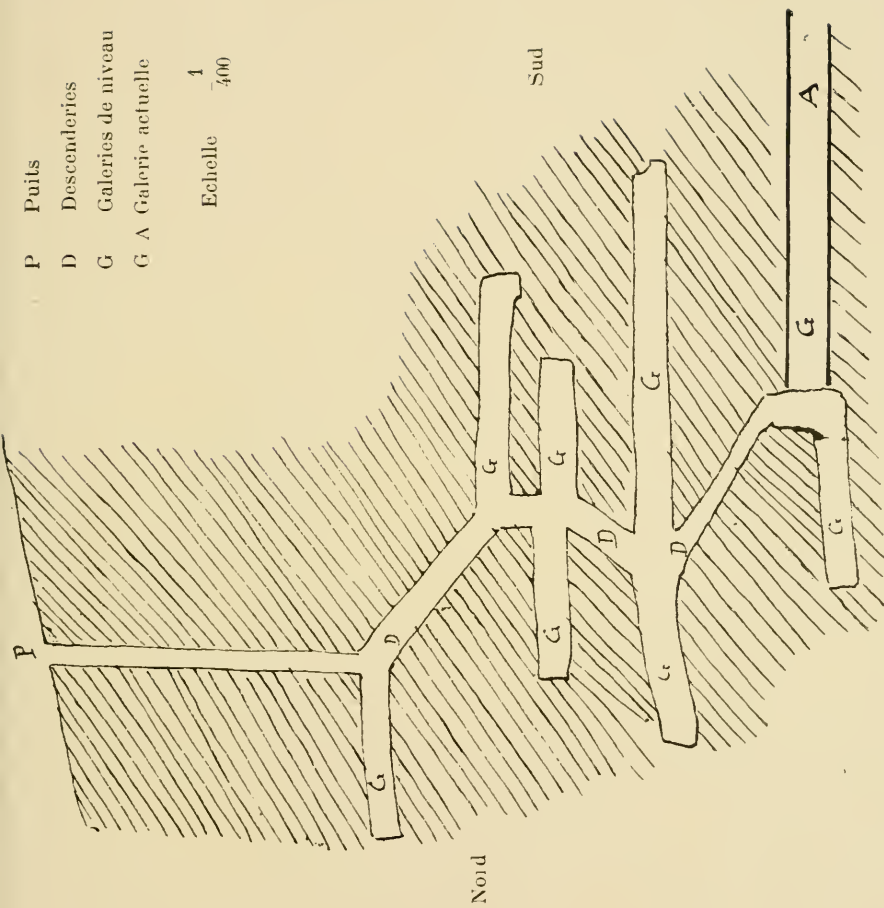 P Puits
D Descenderies
G Galeries de niveau
G A Galerie actuelle
Echelle 1/400
Sud
Nord
P
D
G
G
G
G
D
G
D
G
G
G A